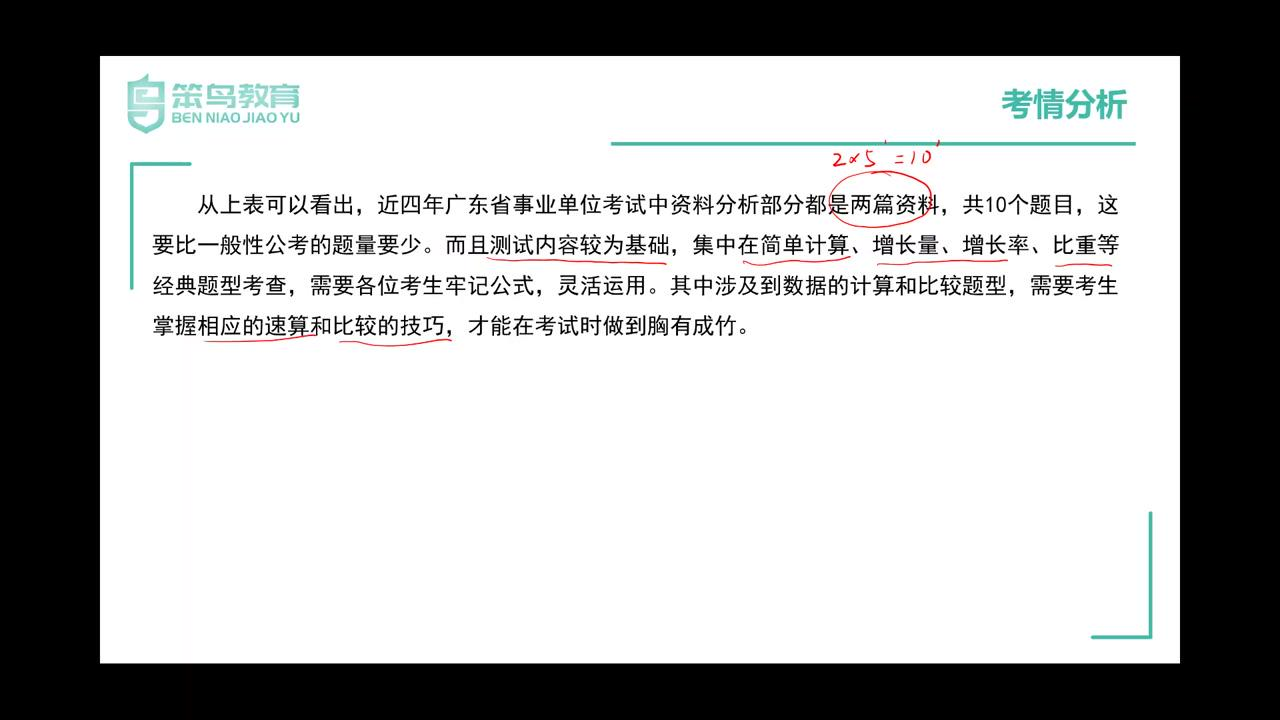 笨鸟教育
BEN NIAO JIAO YU
考情分析
2×5'=10'
从上表可以看出，近四年广东省事业单位考试中资料分析部分都是两篇资料，共10个题目，这
要比一般性公考的题量要少。而且测试内容较为基础，集中在简单计算、增长量、增长率、比重等
经典题型考查，需要各位考生牢记公式，灵活运用。其中涉及到数据的计算和比较题型，需要考生
掌握相应的速算和比较的技巧，才能在考试时做到胸有成竹。